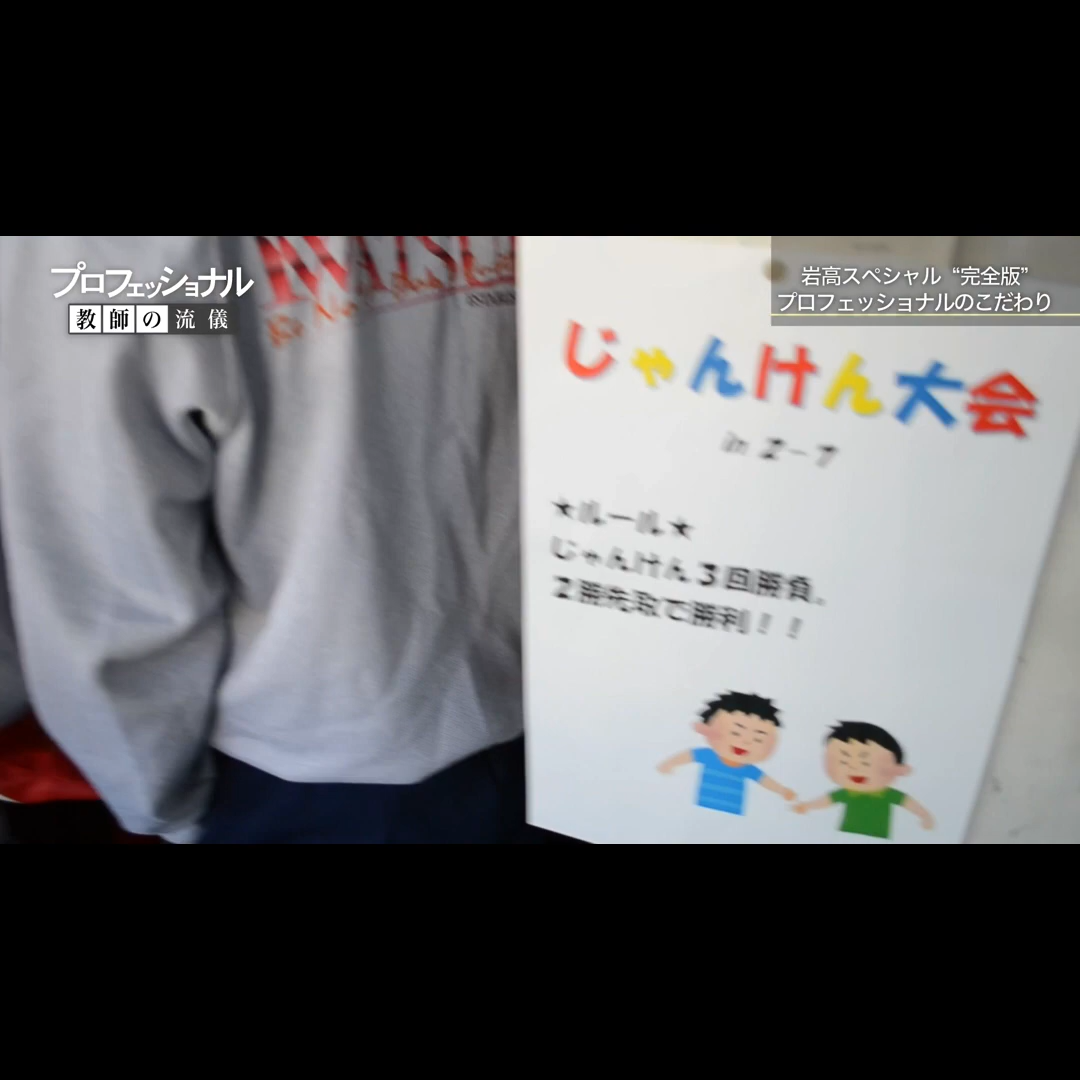 プロフェッショナル
教師の流儀
岩高スペシャル“完全版”
プロフェッショナルのこだわり
じゃんけん大会
in 2-7
★ルール★
じゃんけん3回勝負、
2勝先取で勝利！！